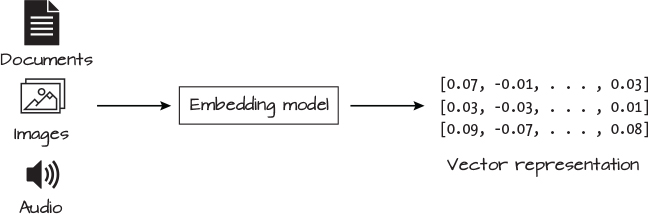 Documents
Images
Audio
Embedding model
[0.07, -0.01, . . . , 0.03]
[0.03, -0.03, . . . , 0.01]
[0.09, -0.07, . . . , 0.08]
Vector representation